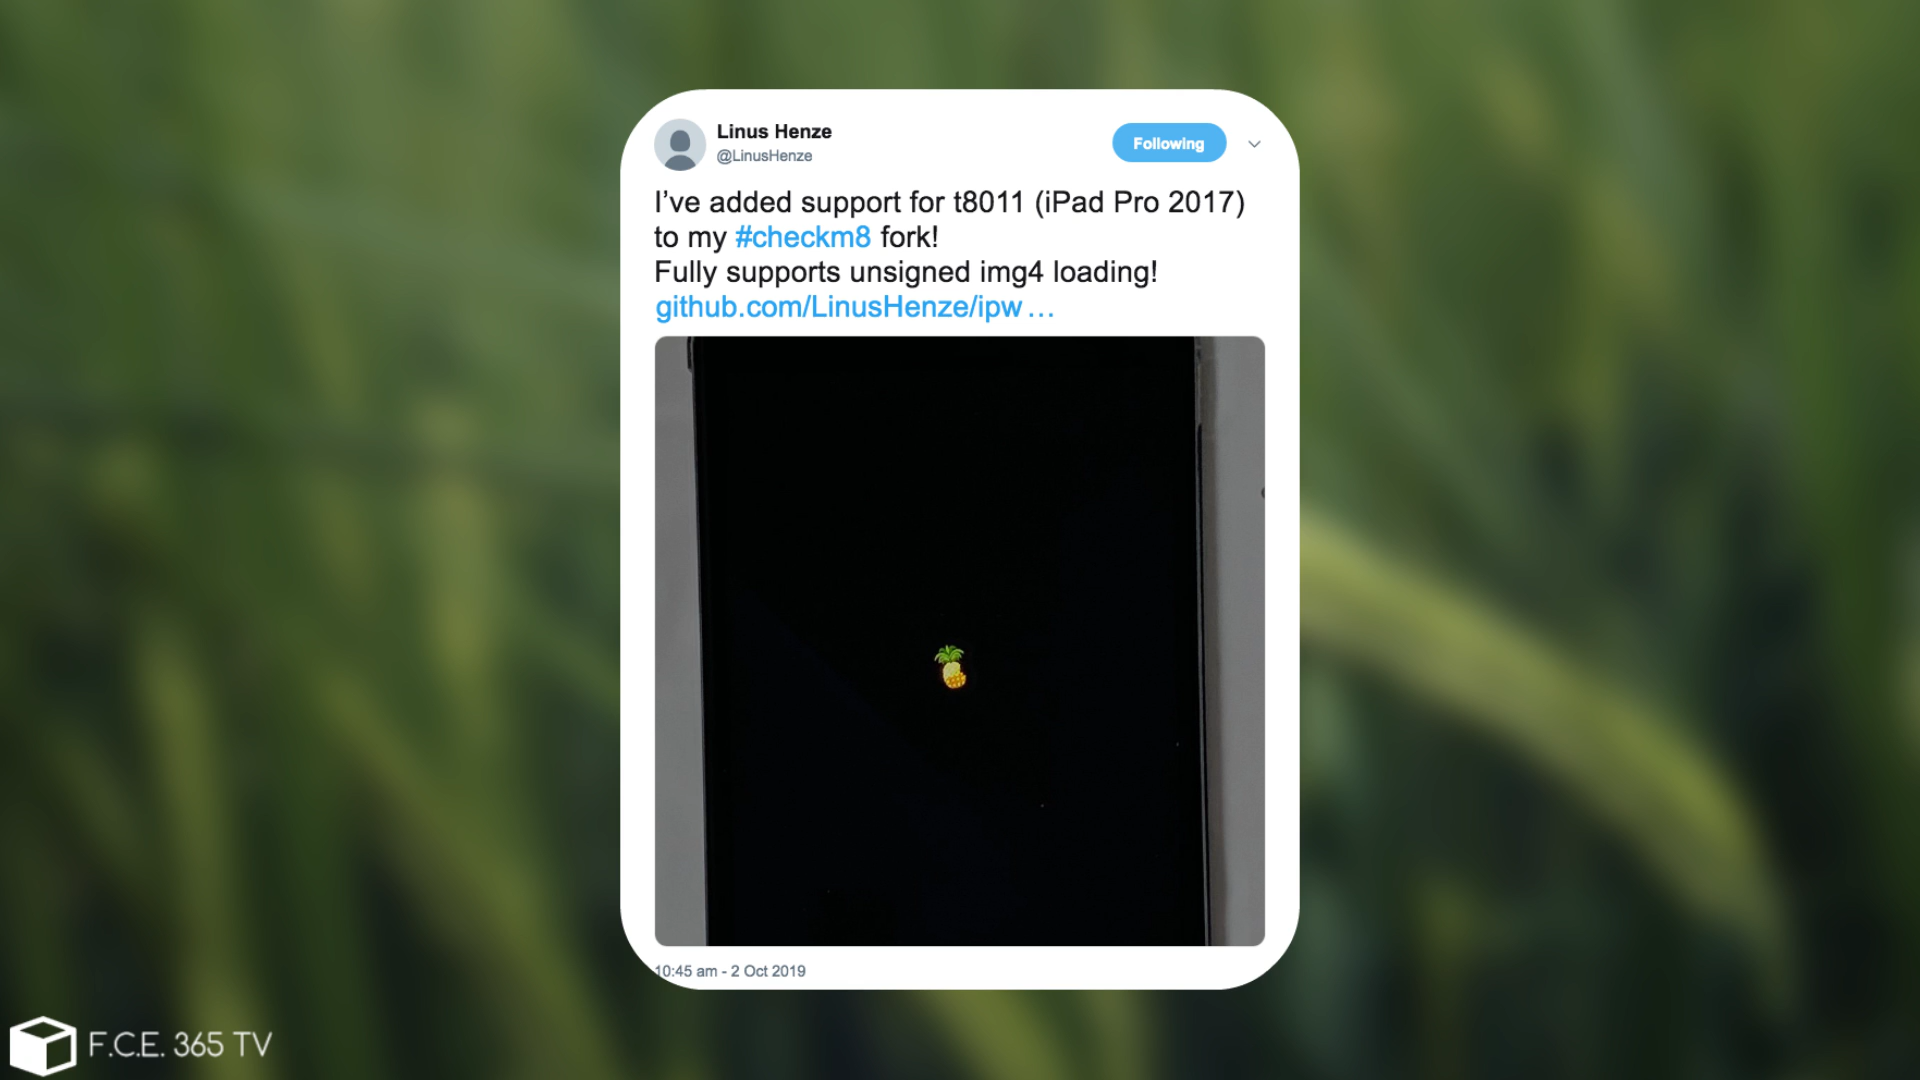 Linus Henze
@LinusHenze
Following
I’ve added support for t8011 (iPad Pro 2017)
to my #checkm8 fork!
Fully supports unsigned img4 loading!
github.com/LinusHenze/ipw…
10:45 am - 2 Oct 2019
F.C.E. 365 TV